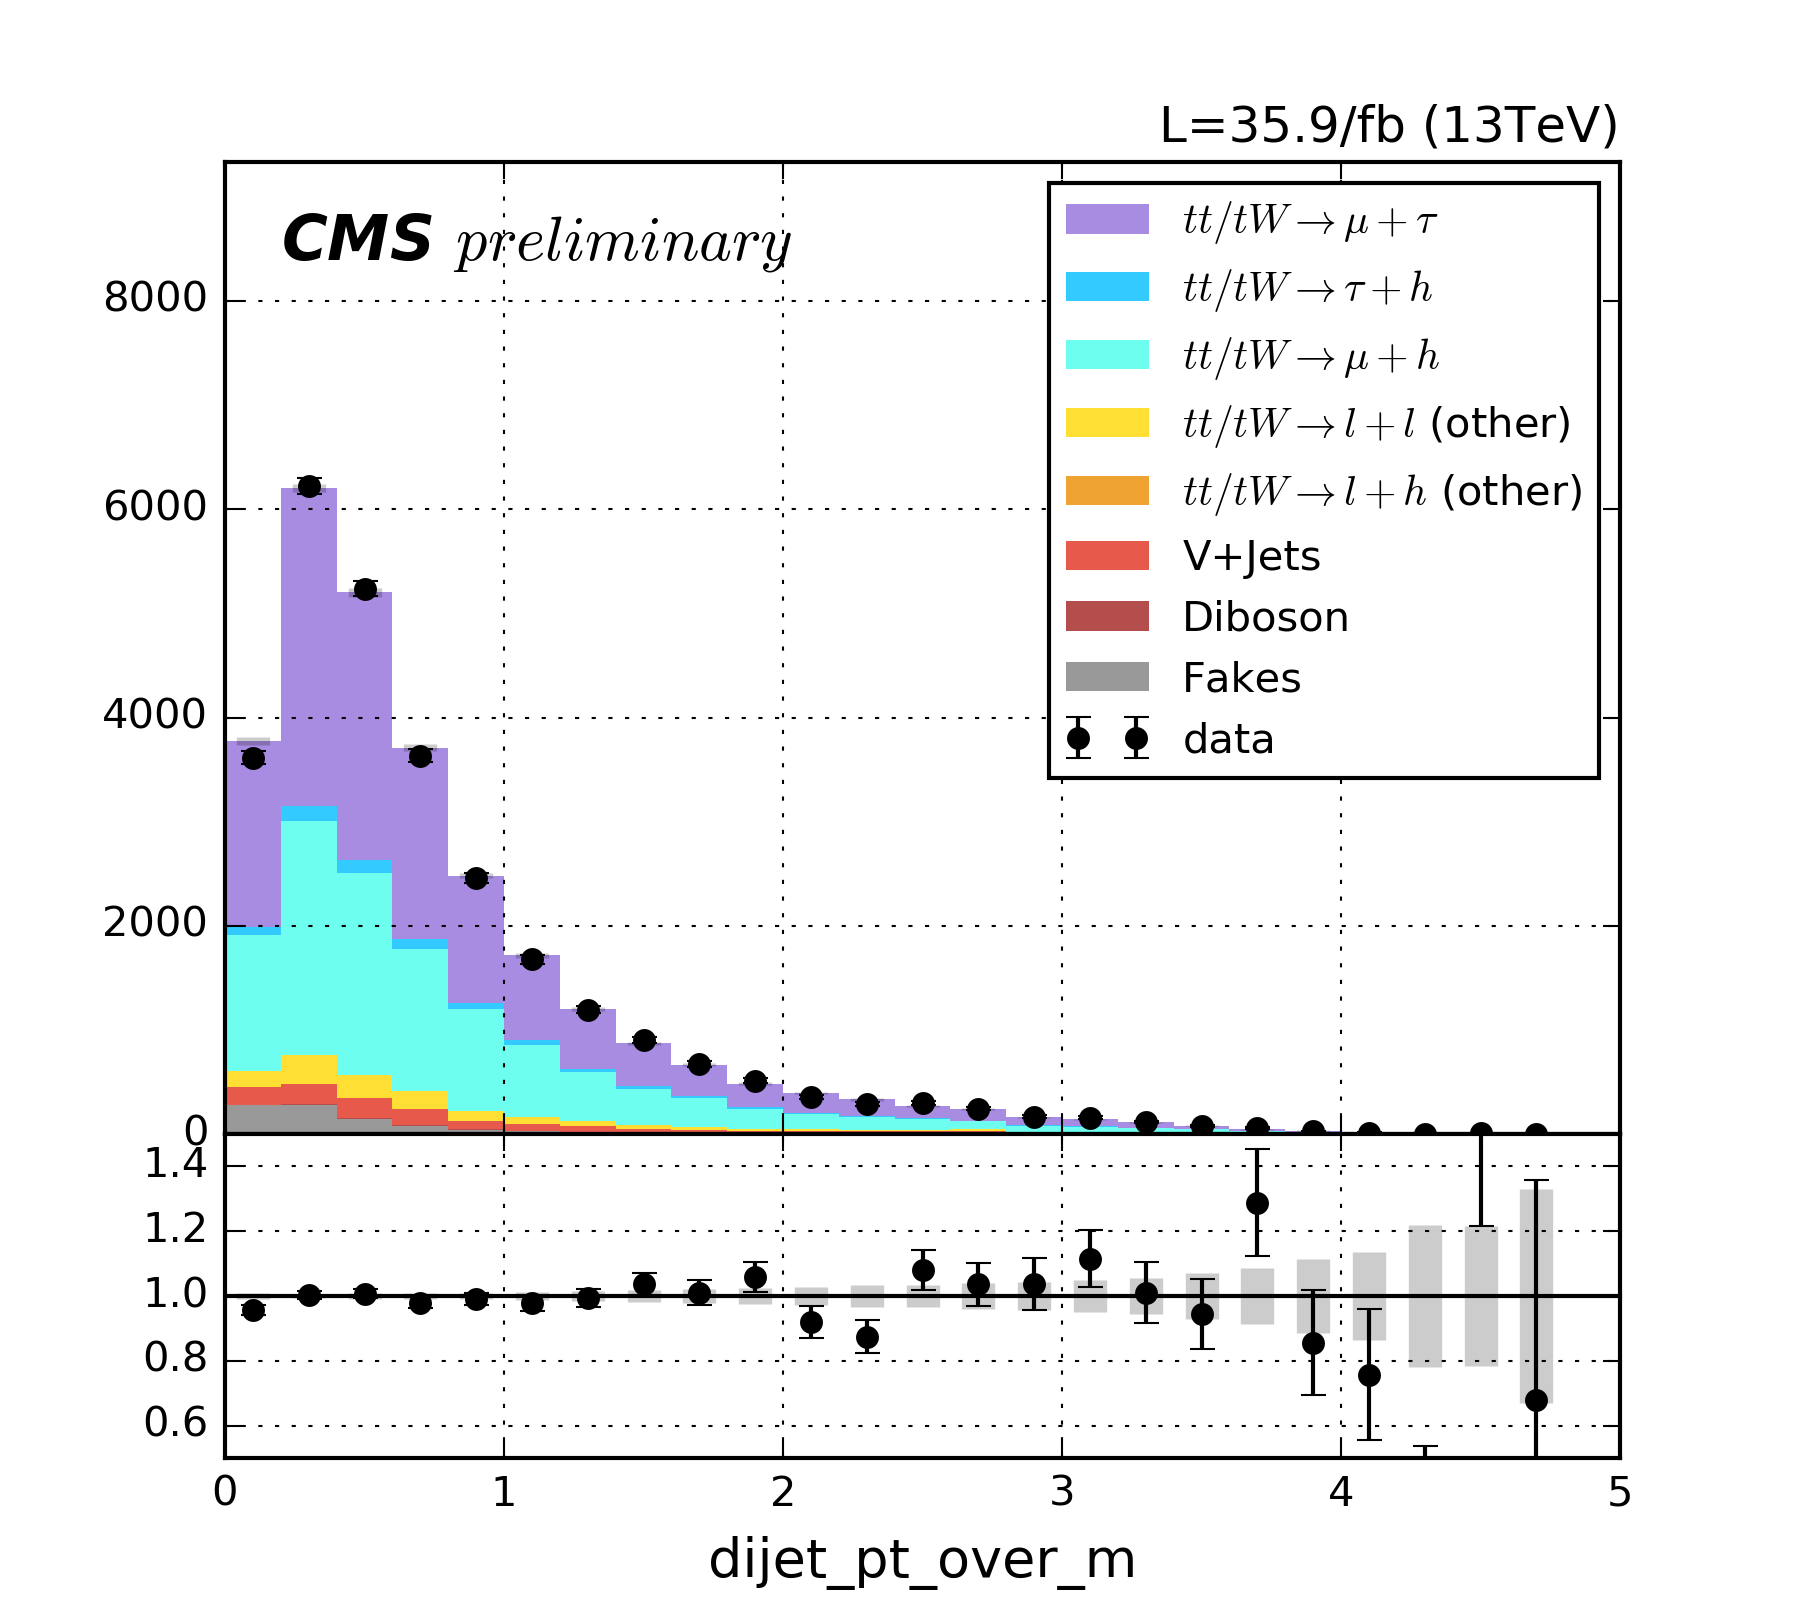 L=35.9/fb (13TeV)
CMS preliminary
tt/tW→μ+τ
tt/tW→τ+h
tt/tW→μ+h
tt/tW→l+l (other)
tt/tW→l+h (other)
V+Jets
Diboson
Fakes
data
8000
6000
4000
2000
0
1.4
1.2
1.0
0.8
0.6
0 1 2 3 4 5
dijet_pt_over_m